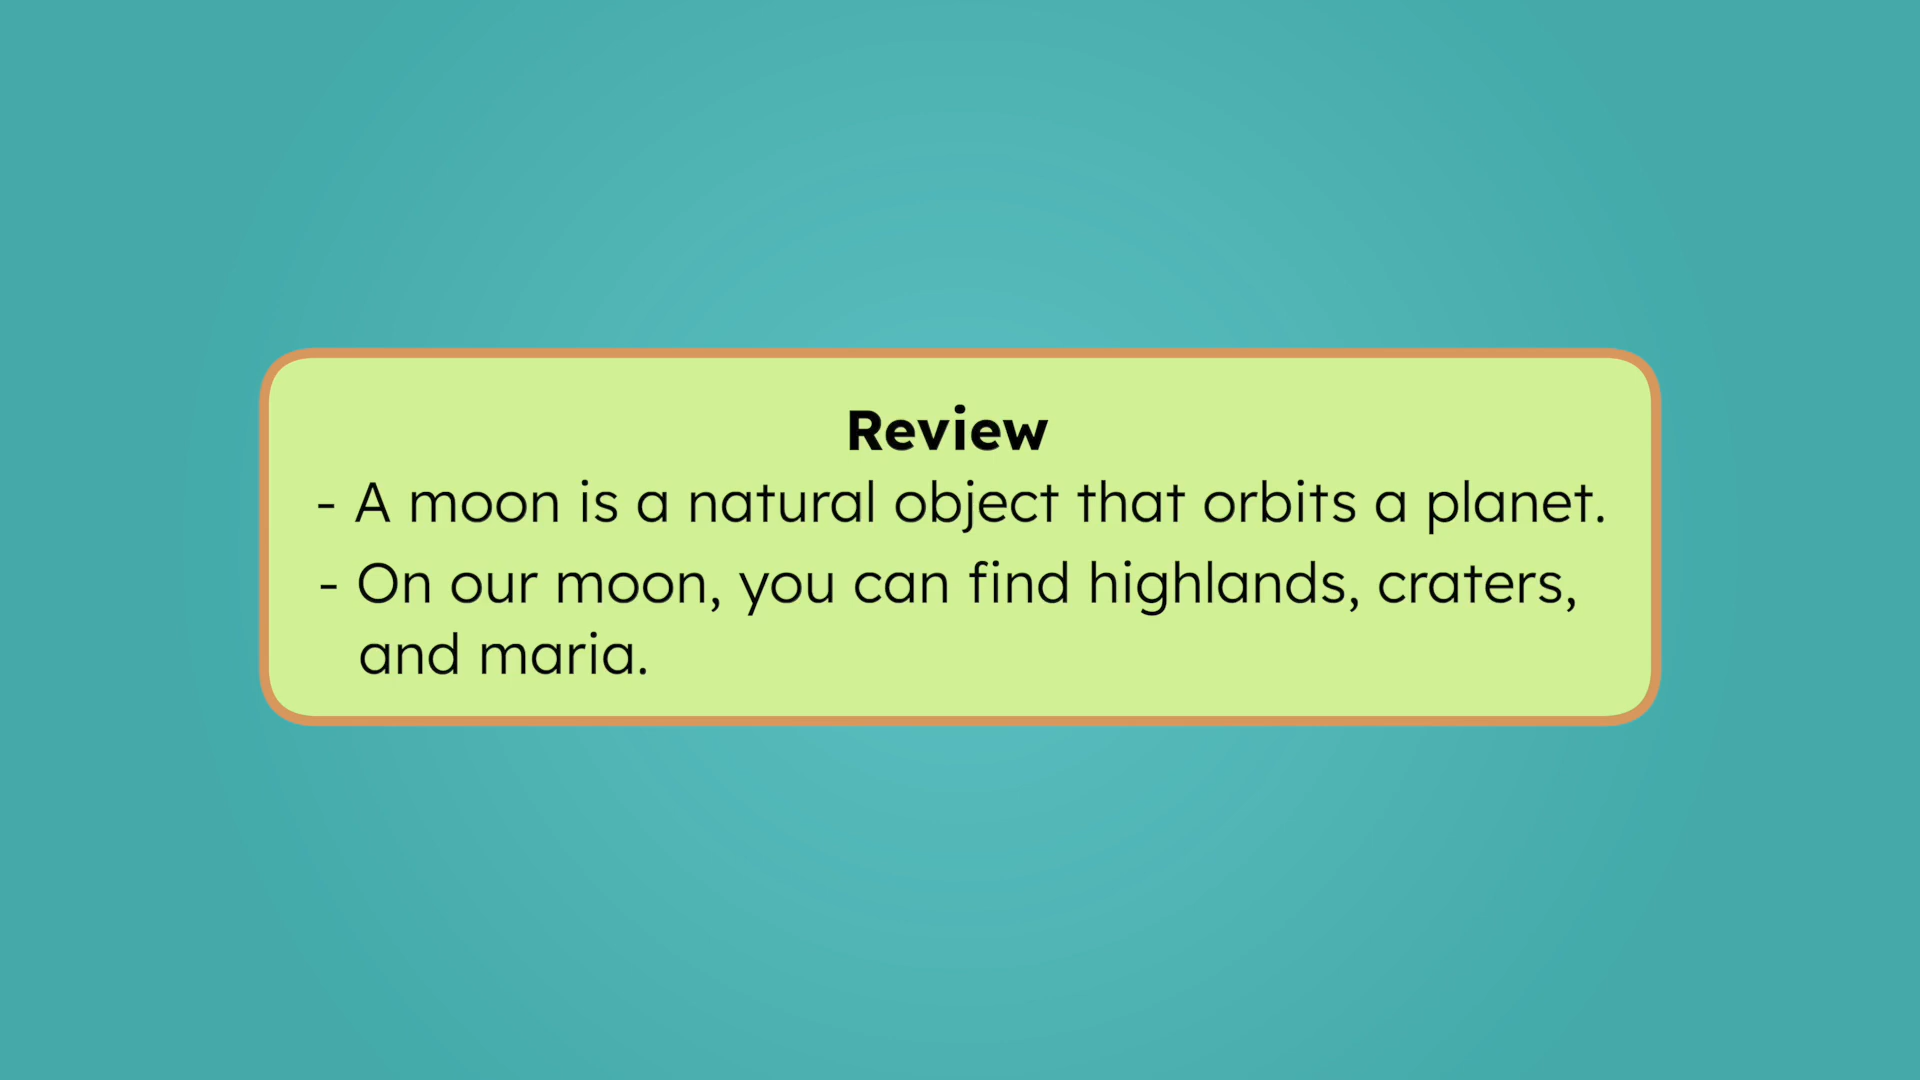 Review
- A moon is a natural object that orbits a planet.
- On our moon, you can find highlands, craters,
and maria.